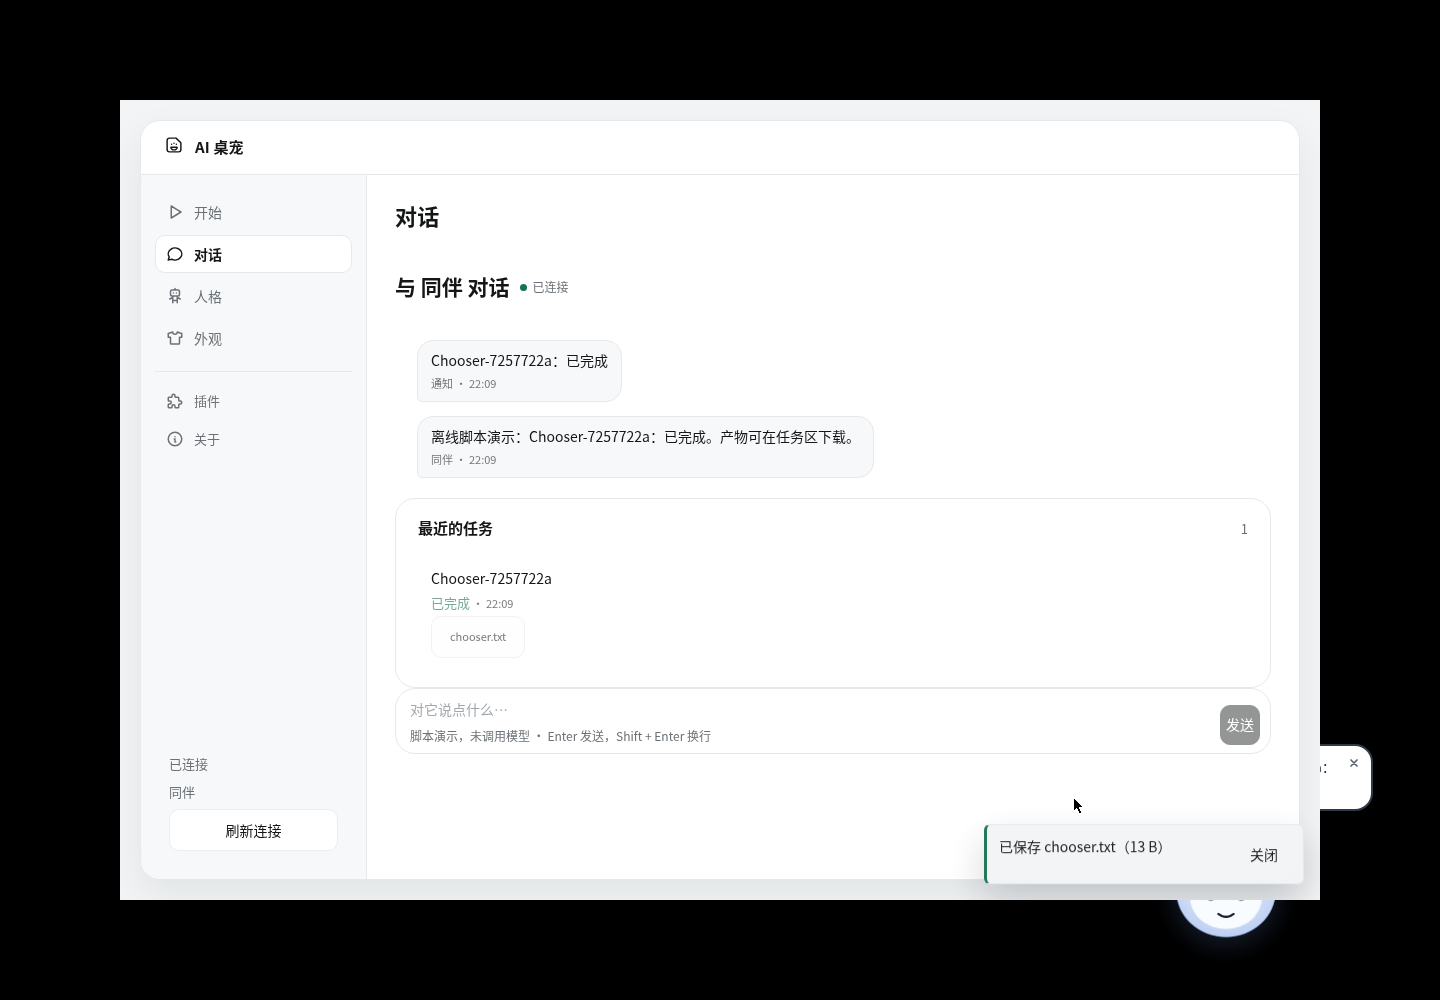 AI 桌宠
开始
对话
人格
外观
插件
关于
已连接
同伴
刷新连接
对话
与 同伴 对话
已连接
Chooser-7257722a：已完成
通知 · 22:09
离线脚本演示：Chooser-7257722a：已完成。产物可在任务区下载。
同伴 · 22:09
最近的任务
1
Chooser-7257722a
已完成 · 22:09
chooser.txt
对它说点什么…
脚本演示，未调用模型 · Enter 发送，Shift + Enter 换行
发送
已保存 chooser.txt（13 B）
关闭